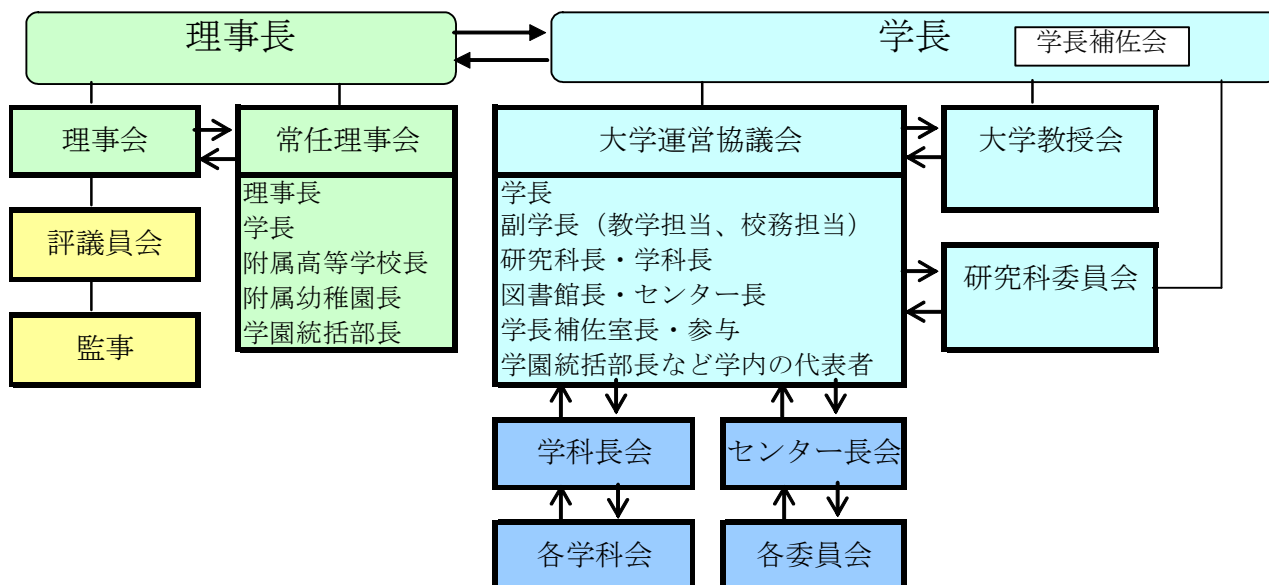 理事長
学長
学長補佐会
理事会
常任理事会
大学運営協議会
大学教授会
理事長
学長
附属高等学校長
附属幼稚園長
学園統括部長
評議員会
監事
学長
副学長（教学担当、校務担当）
研究科長・学科長
図書館長・センター長
学長補佐室長・参与
学園統括部長など学内の代表者
研究科委員会
学科長会
センター長会
各学科会
各委員会